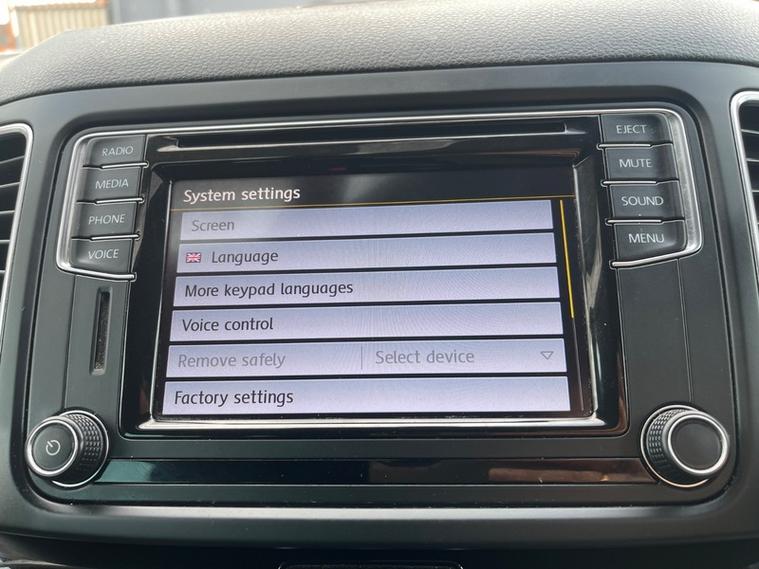 RADIO
MEDIA
PHONE
VOICE
System settings
Screen
Language
More keypad languages
Voice control
Remove safely Select device
Factory settings
EJECT
MUTE
SOUND
MENU